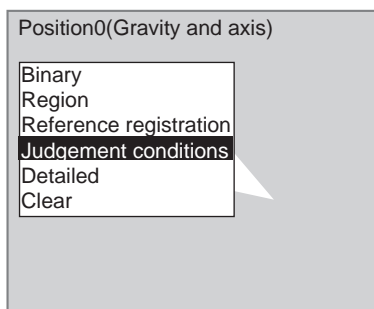 Position0(Gravity and axis)
Binary
Region
Reference registration
Judgement conditions
Detailed
Clear